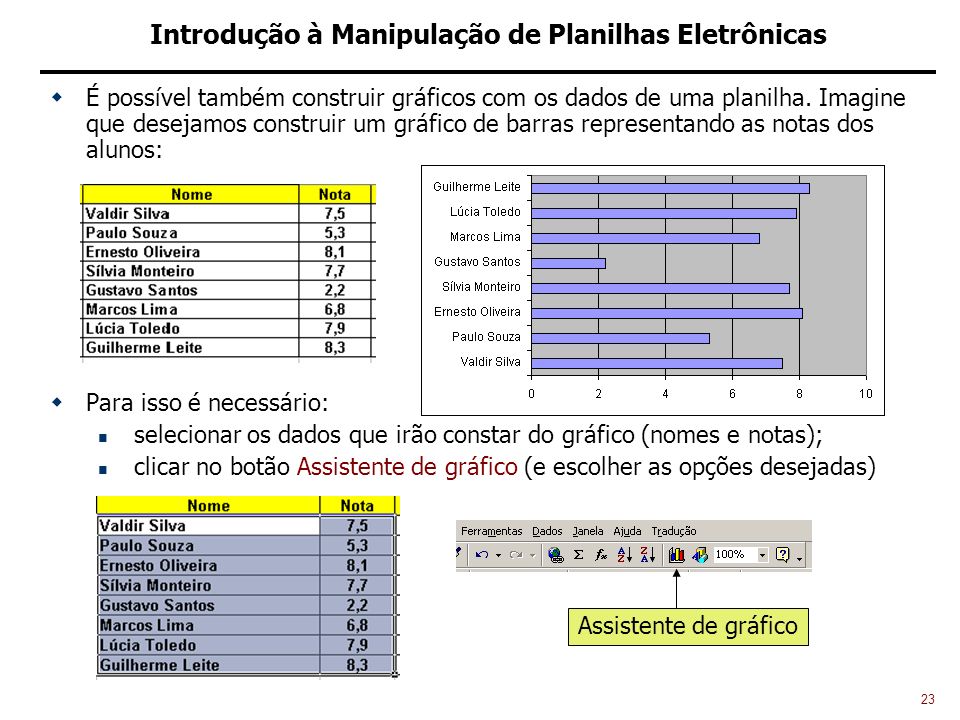 Introdução à Manipulação de Planilhas Eletrônicas
É possível também construir gráficos com os dados de uma planilha. Imagine
que desejamos construir um gráfico de barras representando as notas dos
alunos:
Nome Nota
Valdir Silva 7,5
Paulo Souza 5,3
Ernesto Oliveira 8,1
Sílvia Monteiro 7,7
Gustavo Santos 2,2
Marcos Lima 6,8
Lúcia Toledo 7,9
Guilherme Leite 8,3
Guilherme Leite
Lúcia Toledo
Marcos Lima
Gustavo Santos
Sílvia Monteiro
Ernesto Oliveira
Paulo Souza
Valdir Silva
0 2 4 6 8 10
Para isso é necessário:
selecionar os dados que irão constar do gráfico (nomes e notas);
clicar no botão Assistente de gráfico (e escolher as opções desejadas)
Nome Nota
Valdir Silva 7,5
Paulo Souza 5,3
Ernesto Oliveira 8,1
Sílvia Monteiro 7,7
Gustavo Santos 2,2
Marcos Lima 6,8
Lúcia Toledo 7,9
Guilherme Leite 8,3
Ferramentas Dados Janela Ajuda Tradução
Σ fx A Z Z A 100% ?
Assistente de gráfico
23